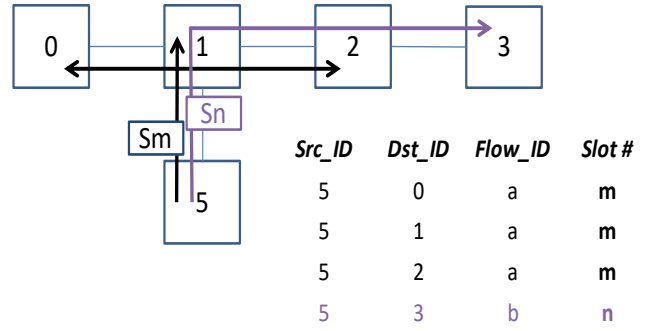 0 1 2 3
Sn
Sm
5
Src_ID Dst_ID Flow_ID Slot #
5 0 a m
5 1 a m
5 2 a m
5 3 b n